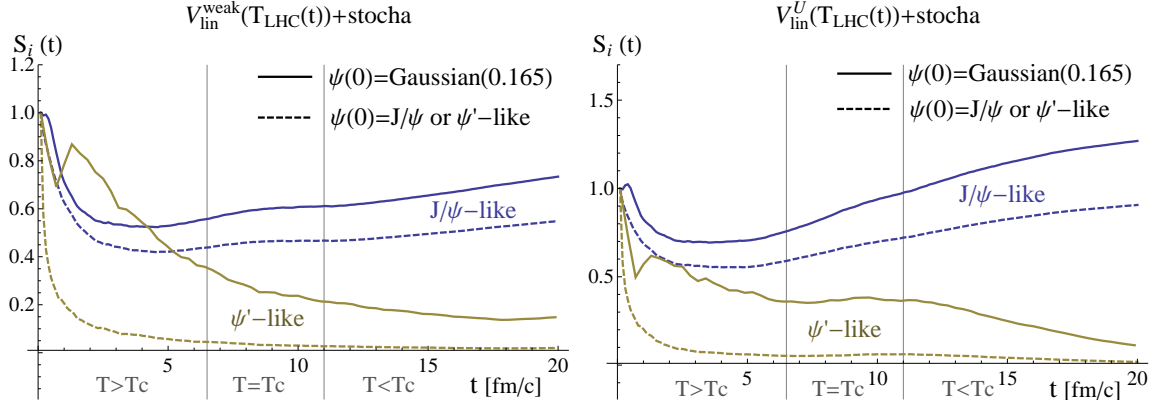 V_lin^weak(T_LHC(t))+stocha
S_i (t)
1.2
1.0
0.8
0.6
0.4
0.2
ψ(0)=Gaussian(0.165)
ψ(0)=J/ψ or ψ'−like
J/ψ−like
ψ'−like
5 10 15 20
T>Tc T=Tc T<Tc t [fm/c]
V_lin^U(T_LHC(t))+stocha
S_i (t)
1.5
1.0
0.5
ψ(0)=Gaussian(0.165)
ψ(0)=J/ψ or ψ'−like
J/ψ−like
ψ'−like
5 10 15 20
T>Tc T=Tc T<Tc t [fm/c]